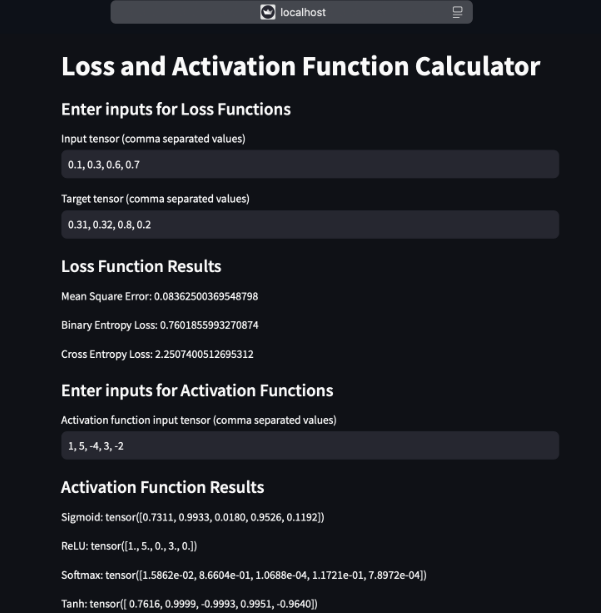 localhost
Loss and Activation Function Calculator
Enter inputs for Loss Functions
Input tensor (comma separated values)
0.1, 0.3, 0.6, 0.7
Target tensor (comma separated values)
0.31, 0.32, 0.8, 0.2
Loss Function Results
Mean Square Error: 0.08362500369548798
Binary Entropy Loss: 0.7601855993270874
Cross Entropy Loss: 2.2507400512695312
Enter inputs for Activation Functions
Activation function input tensor (comma separated values)
1, 5, -4, 3, -2
Activation Function Results
Sigmoid: tensor([0.7311, 0.9933, 0.0180, 0.9526, 0.1192])
ReLU: tensor([1., 5., 0., 3., 0.])
Softmax: tensor([1.5862e-02, 8.6604e-01, 1.0688e-04, 1.1721e-01, 7.8972e-04])
Tanh: tensor([ 0.7616, 0.9999, -0.9993, 0.9951, -0.9640])